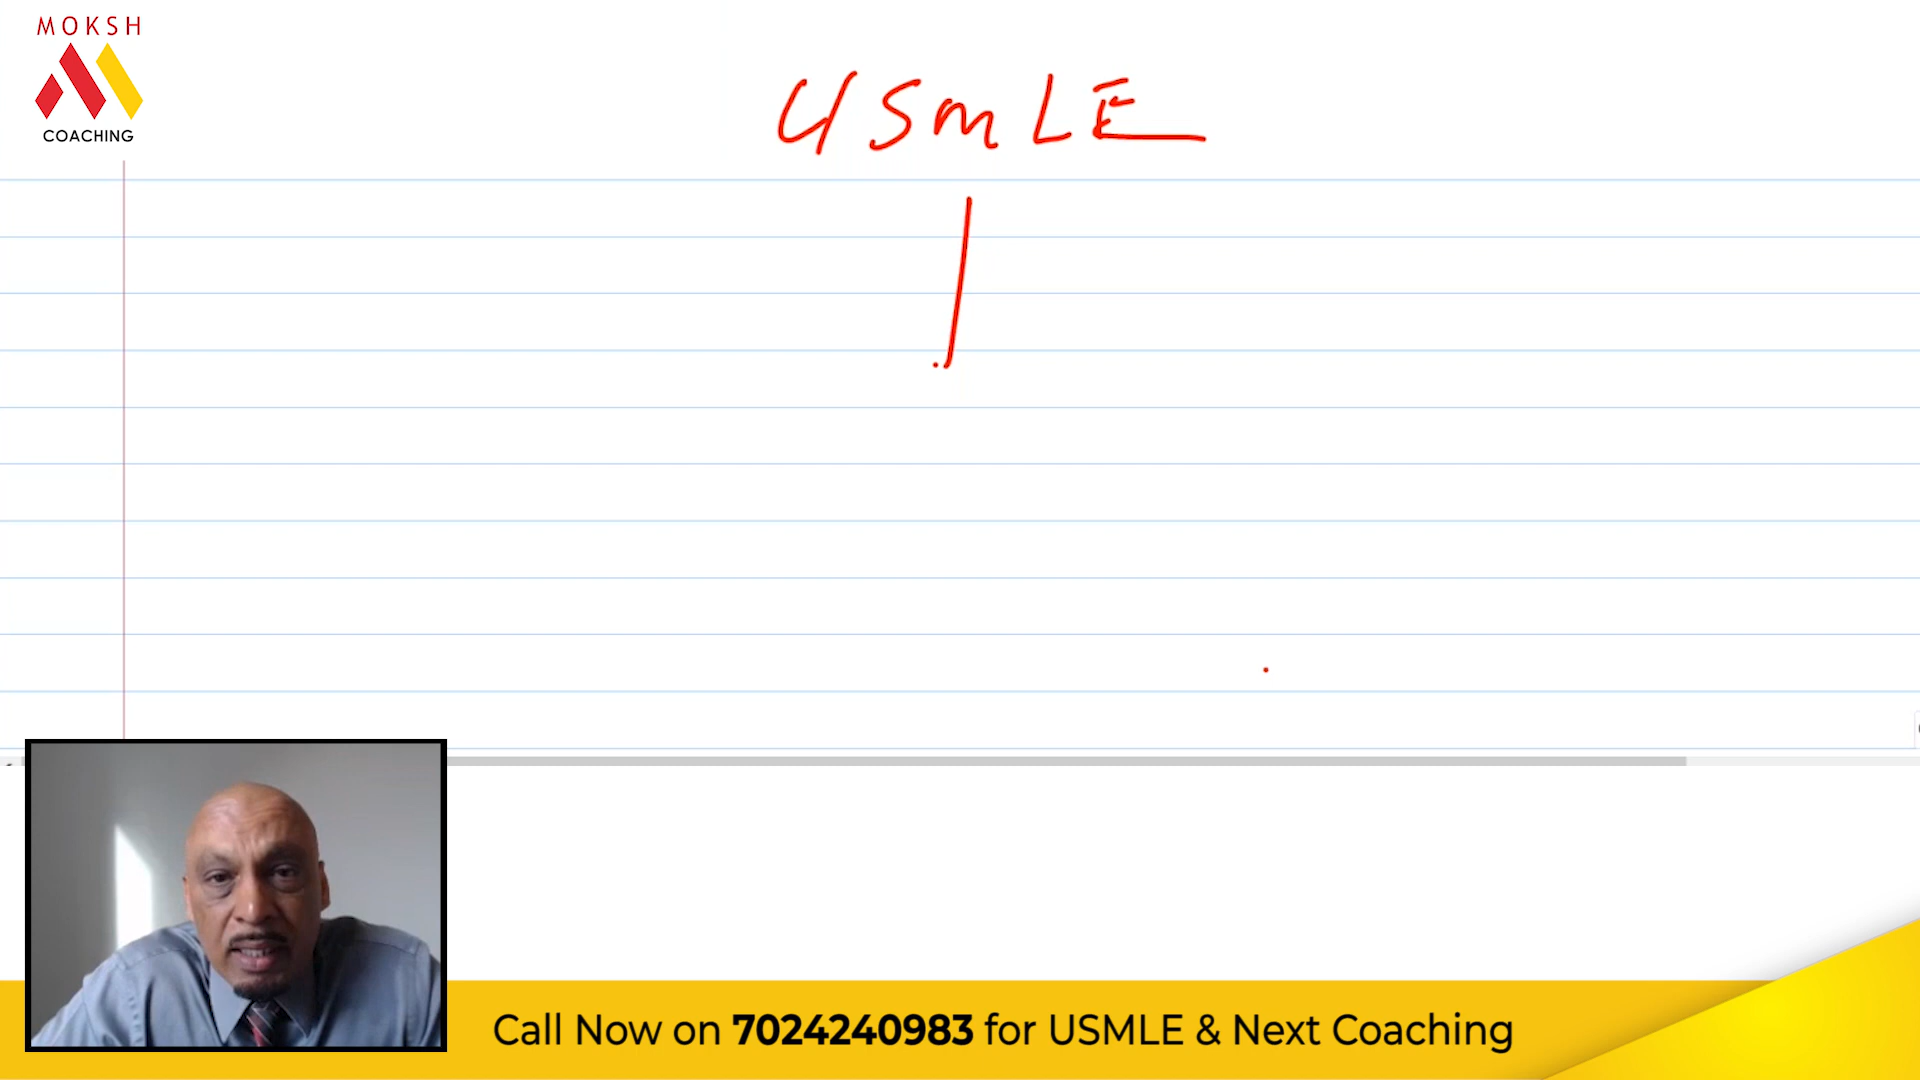 MOKSH
COACHING
USmLE
Call Now on 7024240983 for USMLE & Next Coaching